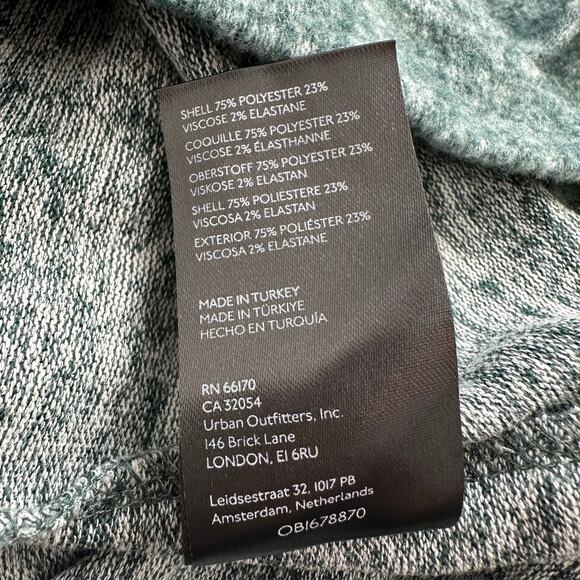 SHELL 75% POLYESTER 23%
VISCOSE 2% ELASTANE
COQUILLE 75% POLYESTER 23%
VISCOSE 2% ÉLASTHANNE
OBERSTOFF 75% POLYESTER 23%
VISKOSE 2% ELASTAN
SHELL 75% POLIESTERE 23%
VISCOSA 2% ELASTAN
EXTERIOR 75% POLIÉSTER 23%
VISCOSA 2% ELASTANE
MADE IN TURKEY
MADE IN TÜRKIYE
HECHO EN TURQUÍA
RN 66170
CA 32054
Urban Outfitters, Inc.
146 Brick Lane
LONDON, E1 6RU
Leidsestraat 32, 1017 PB
Amsterdam, Netherlands
OB1678870